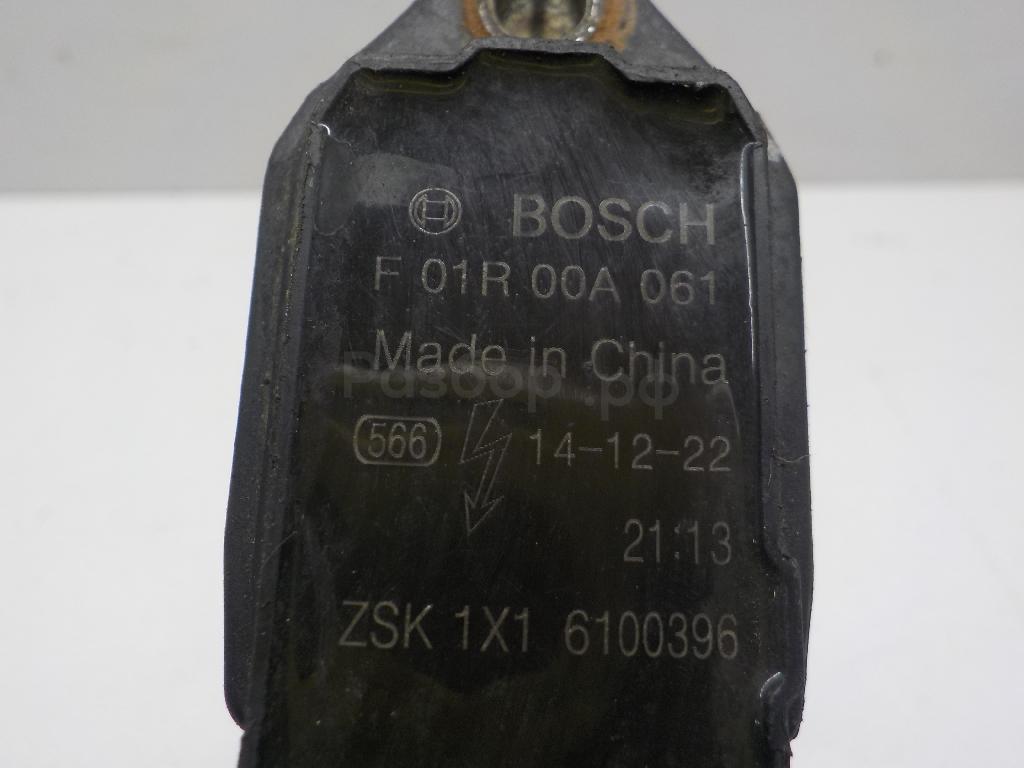 BOSCH
F 01R 00A 061
Made in China
Разбор.рф
566 14-12-22
21:13
ZSK 1X1 6100396